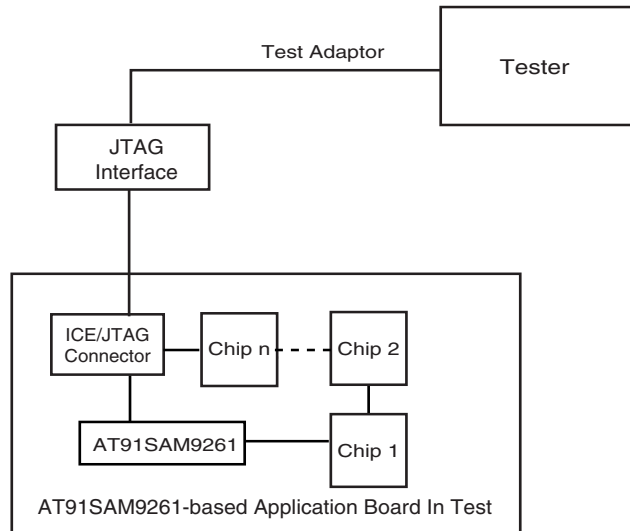 Test Adaptor
Tester
JTAG
Interface
ICE/JTAG
Connector
Chip n
Chip 2
AT91SAM9261
Chip 1
AT91SAM9261-based Application Board In Test